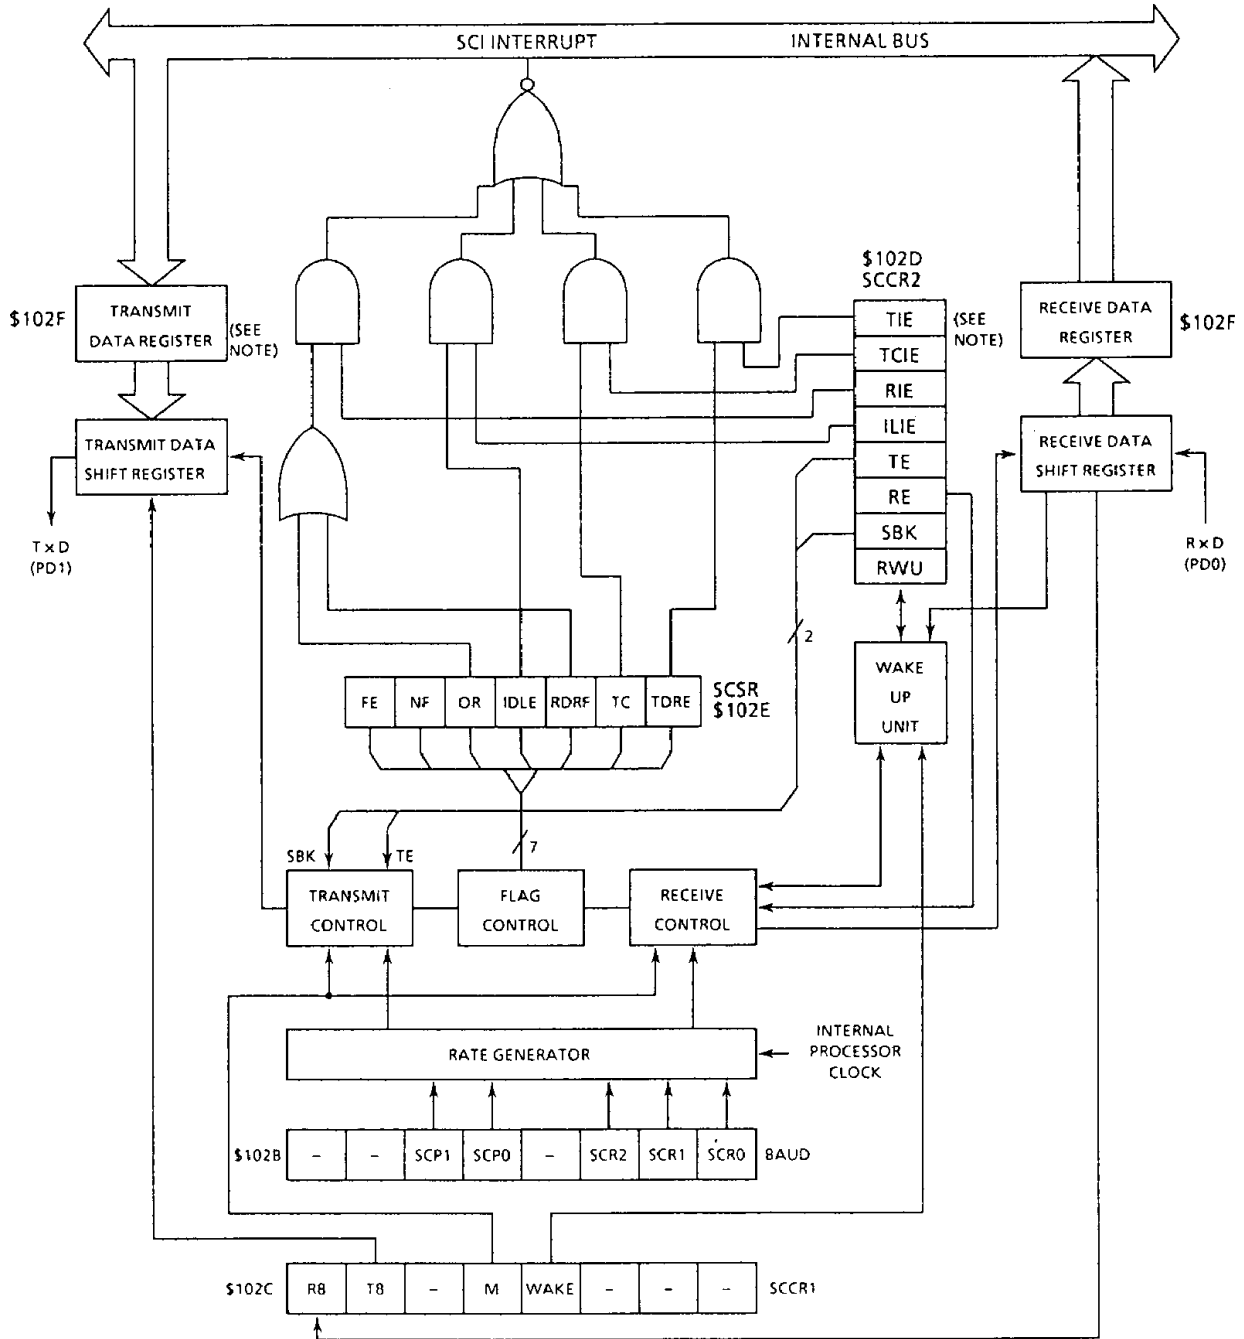 SCI INTERRUPT
INTERNAL BUS
$102F
TRANSMIT
DATA REGISTER
(SEE
NOTE)
TRANSMIT DATA
SHIFT REGISTER
TxD
(PD1)
$102D
SCCR2
TIE
TCIE
RIE
ILIE
TE
RE
SBK
RWU
(SEE
NOTE)
RECEIVE DATA
REGISTER
$102F
RECEIVE DATA
SHIFT REGISTER
RxD
(PD0)
2
WAKE
UP
UNIT
FE NF OR IDLE RDRF TC TDRE
SCSR
$102E
7
SBK
TE
TRANSMIT
CONTROL
FLAG
CONTROL
RECEIVE
CONTROL
RATE GENERATOR
INTERNAL
PROCESSOR
CLOCK
$102B – – SCP1 SCP0 – SCR2 SCR1 SCR0 BAUD
$102C R8 T8 – M WAKE – – – SCCR1